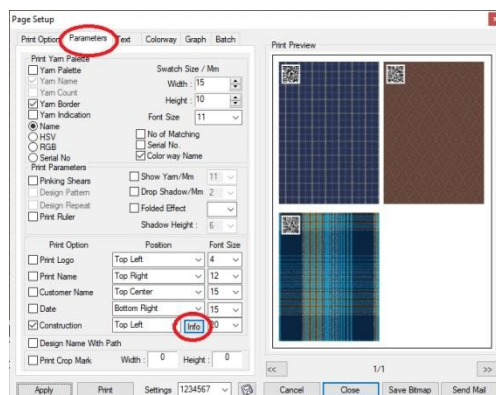 Page Setup
Print Option Parameters Text Colorway Graph Batch
Print Yarn Palette
Yarn Palette
Yarn Name
Yarn Count
Yarn Border
Yarn Indication
Name
HSV
RGB
Serial No
Swatch Size / Mm
Width : 15
Height : 10
Font Size 11
No of Matching
Serial No.
Color way Name
Print Parameters
Pinking Shears
Design Pattern
Design Repeat
Print Ruler
Show Yarn/Mm 11
Drop Shadow/Mm 2
Folded Effect
Shadow Height : 6
Print Option Position Font Size
Print Logo Top Left 4
Print Name Top Right 12
Customer Name Top Center 15
Date Bottom Right 15
Construction Top Left Info 20
Design Name With Path
Print Crop Mark Width : 0 Height : 0
Apply Print Settings 1234567
Print Preview
<< 1/1 >>
Cancel Close Save Bitmap Send Mail